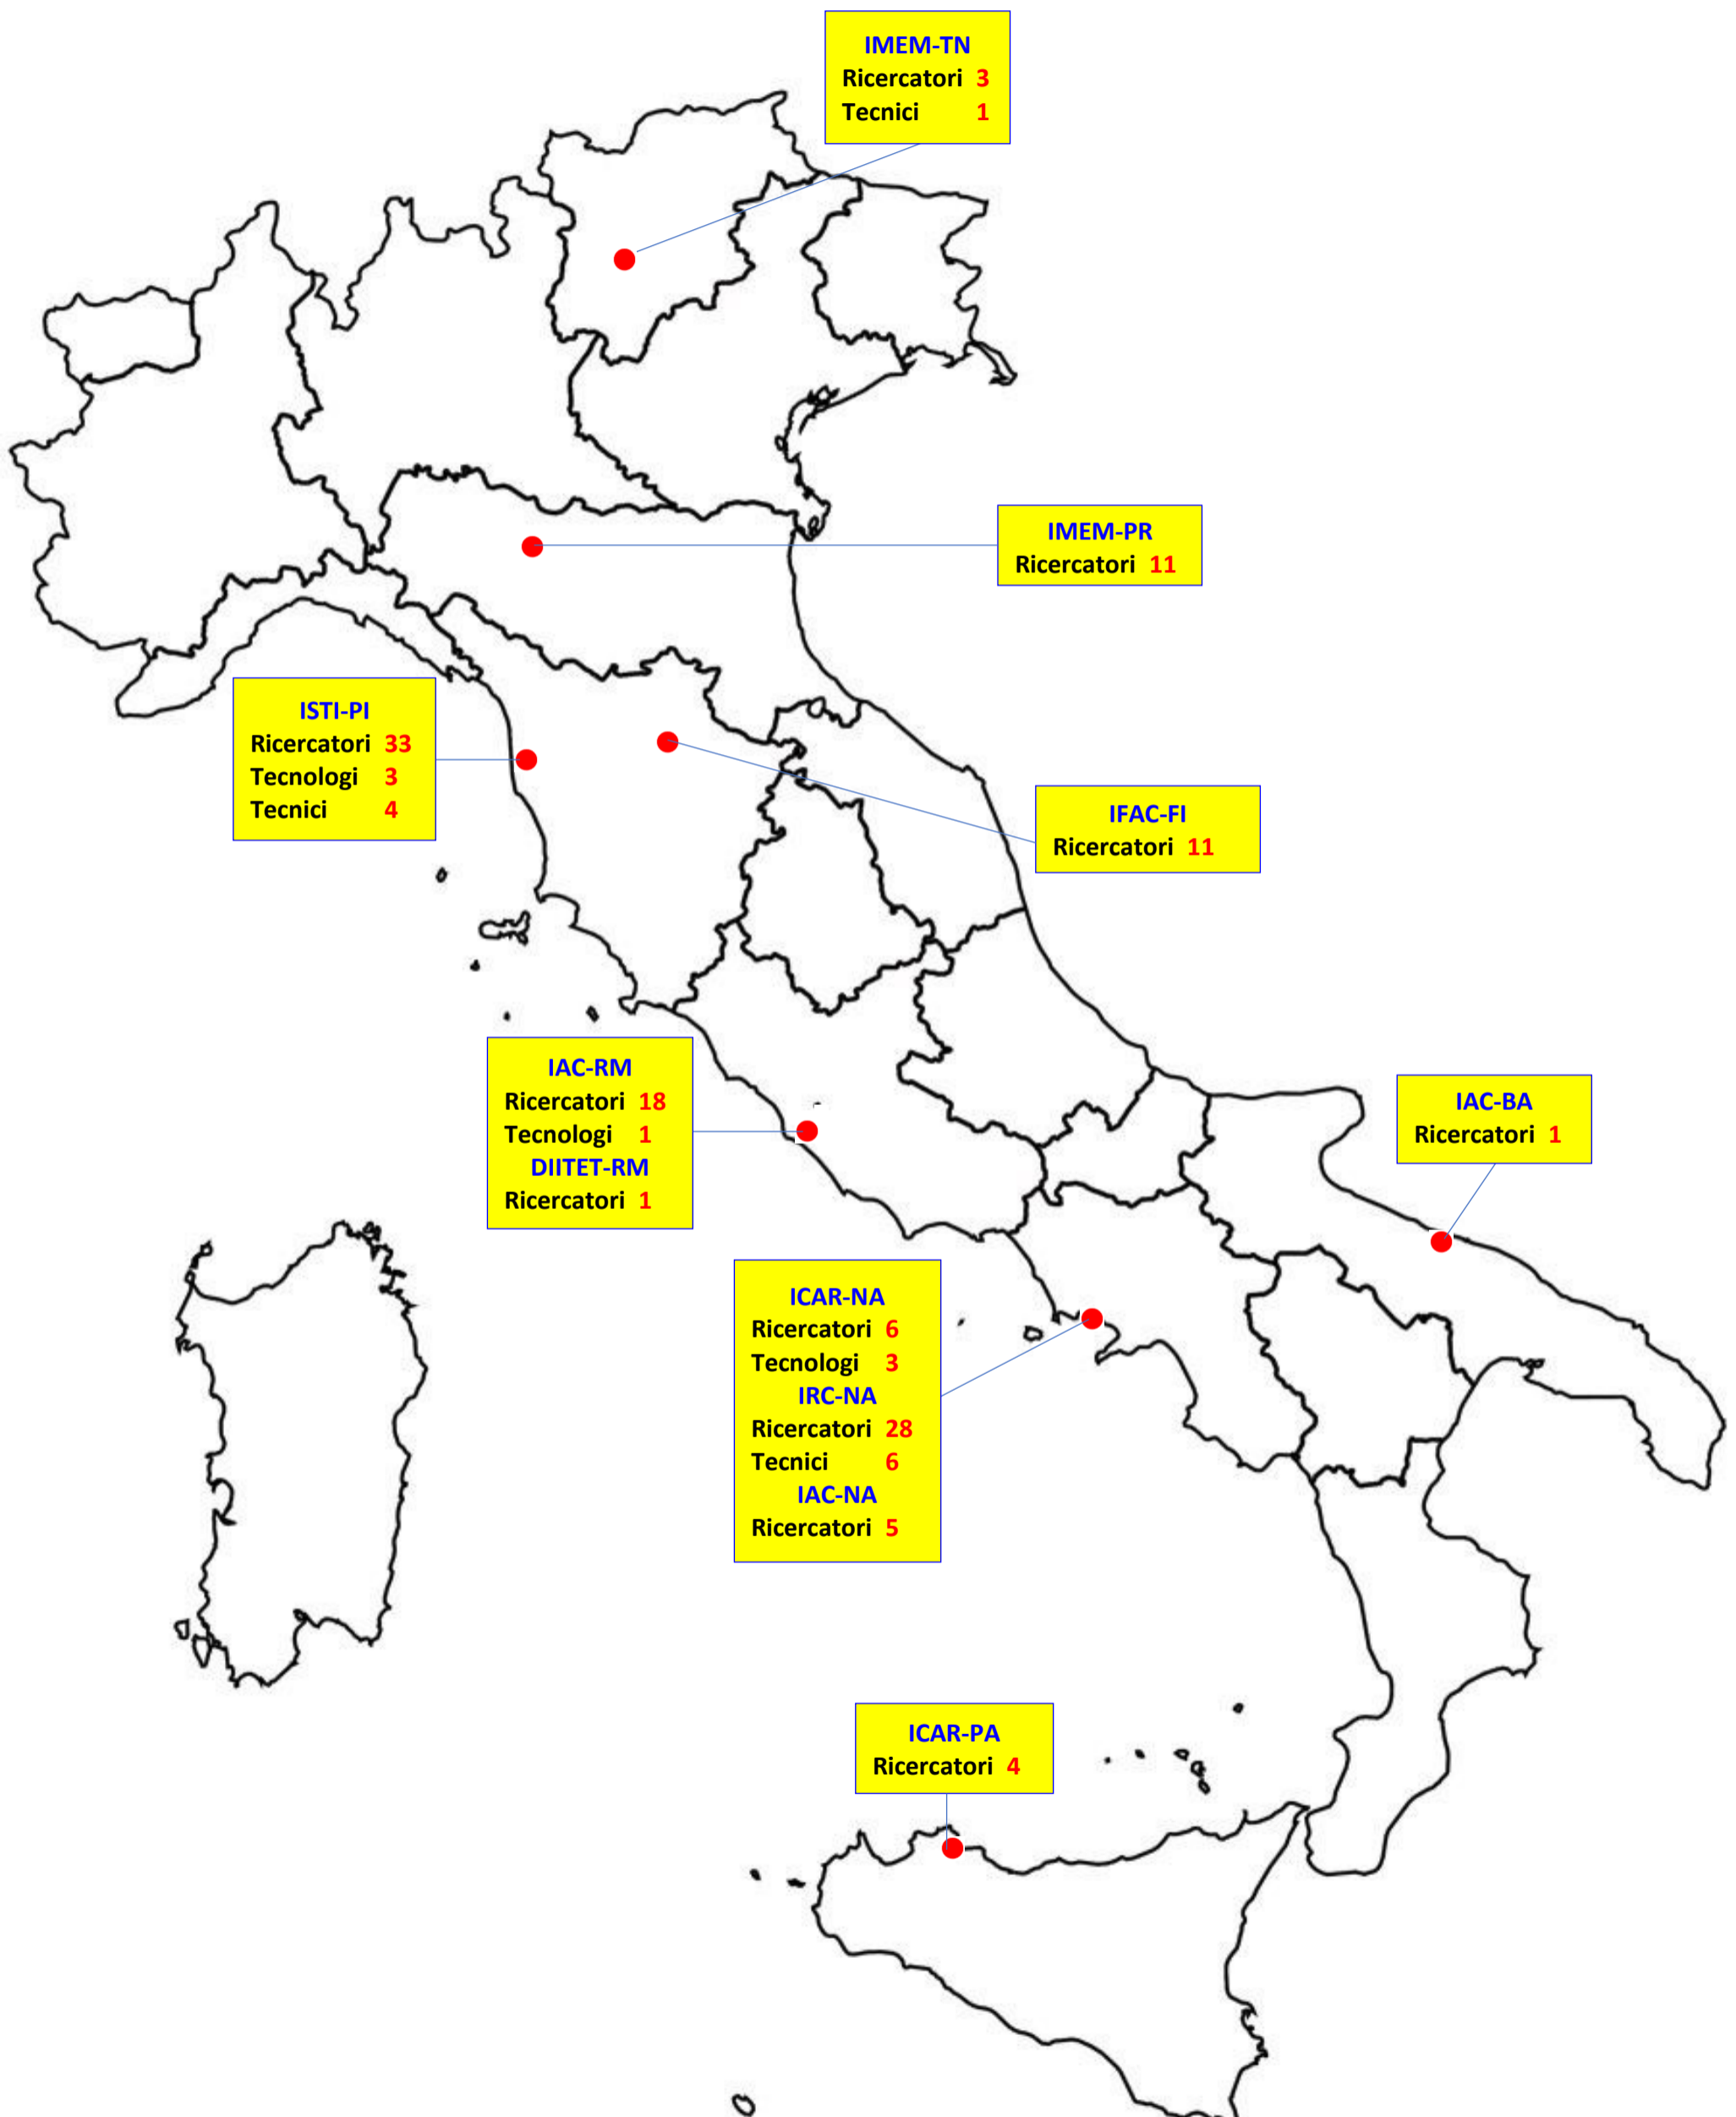 IMEM-TN
Ricercatori 3
Tecnici 1
IMEM-PR
Ricercatori 11
ISTI-PI
Ricercatori 33
Tecnologi 3
Tecnici 4
IFAC-FI
Ricercatori 11
IAC-RM
Ricercatori 18
Tecnologi 1
DIITET-RM
Ricercatori 1
IAC-BA
Ricercatori 1
ICAR-NA
Ricercatori 6
Tecnologi 3
IRC-NA
Ricercatori 28
Tecnici 6
IAC-NA
Ricercatori 5
ICAR-PA
Ricercatori 4